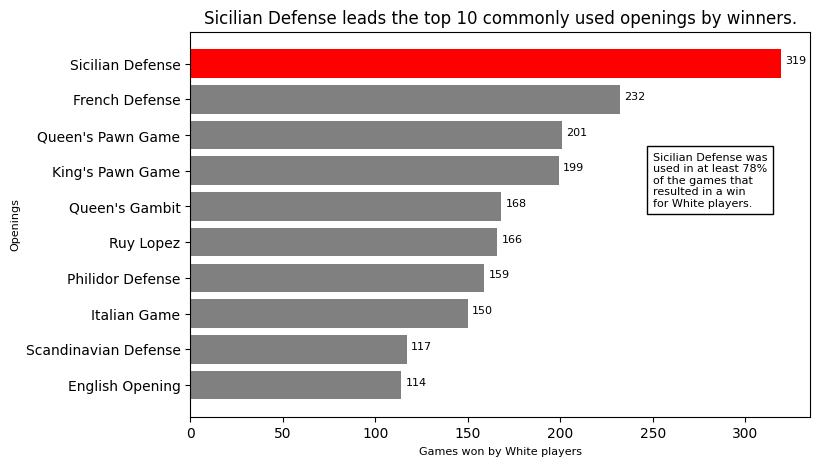 Sicilian Defense leads the top 10 commonly used openings by winners.
Sicilian Defense
319
French Defense
232
Queen's Pawn Game
201
King's Pawn Game
199
Sicilian Defense was
used in at least 78%
of the games that
resulted in a win
for White players.
Queen's Gambit
168
Openings
Ruy Lopez
166
Philidor Defense
159
Italian Game
150
Scandinavian Defense
117
English Opening
114
0 50 100 150 200 250 300
Games won by White players